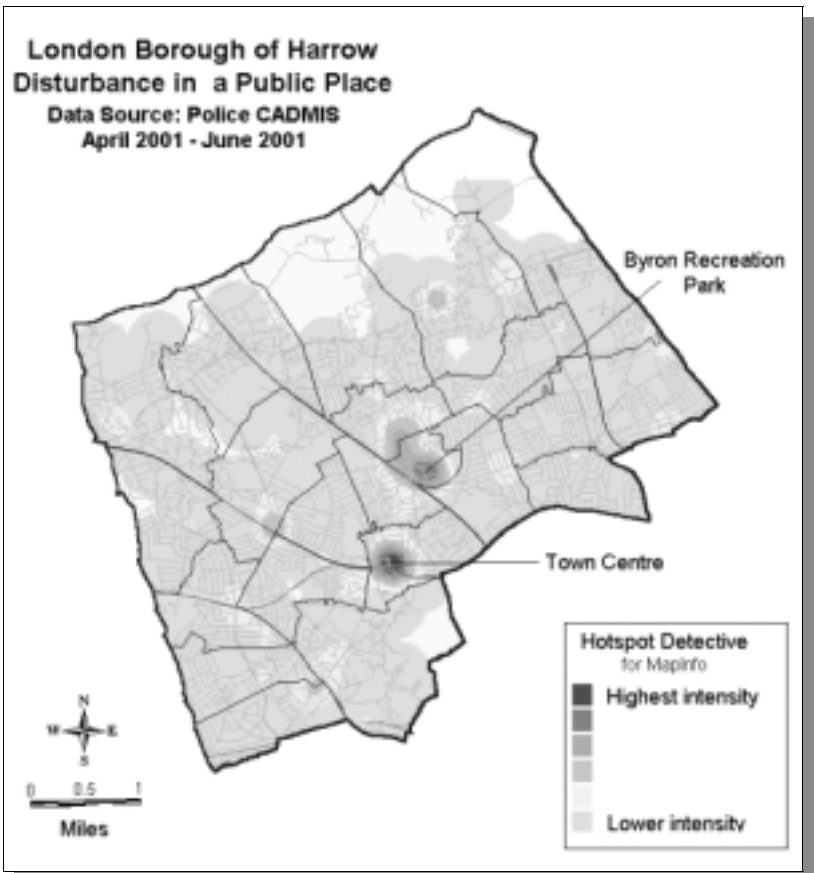 London Borough of Harrow
Disturbance in a Public Place
Data Source: Police CADMIS
April 2001 - June 2001
Byron Recreation
Park
Town Centre
Hotspot Detective
for MapInfo
Highest intensity
Lower intensity
N
W E
S
0 0.5 1
Miles